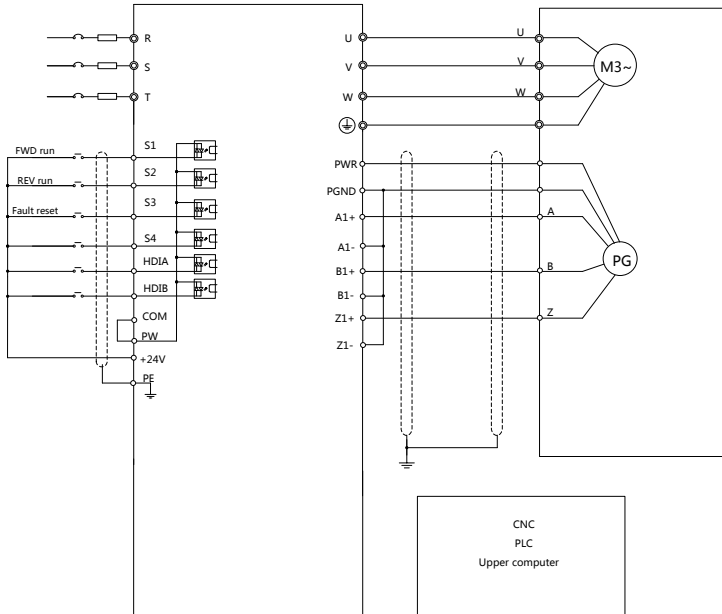 R
S
T
S1
FWD run
S2
REV run
S3
Fault reset
S4
HDIA
HDIB
COM
PW
+24V
PE
U
V
W
PWR
PGND
A1+
A1-
B1+
B1-
Z1+
Z1-
U
V
W
M3~
A
B
Z
PG
CNC
PLC
Upper computer